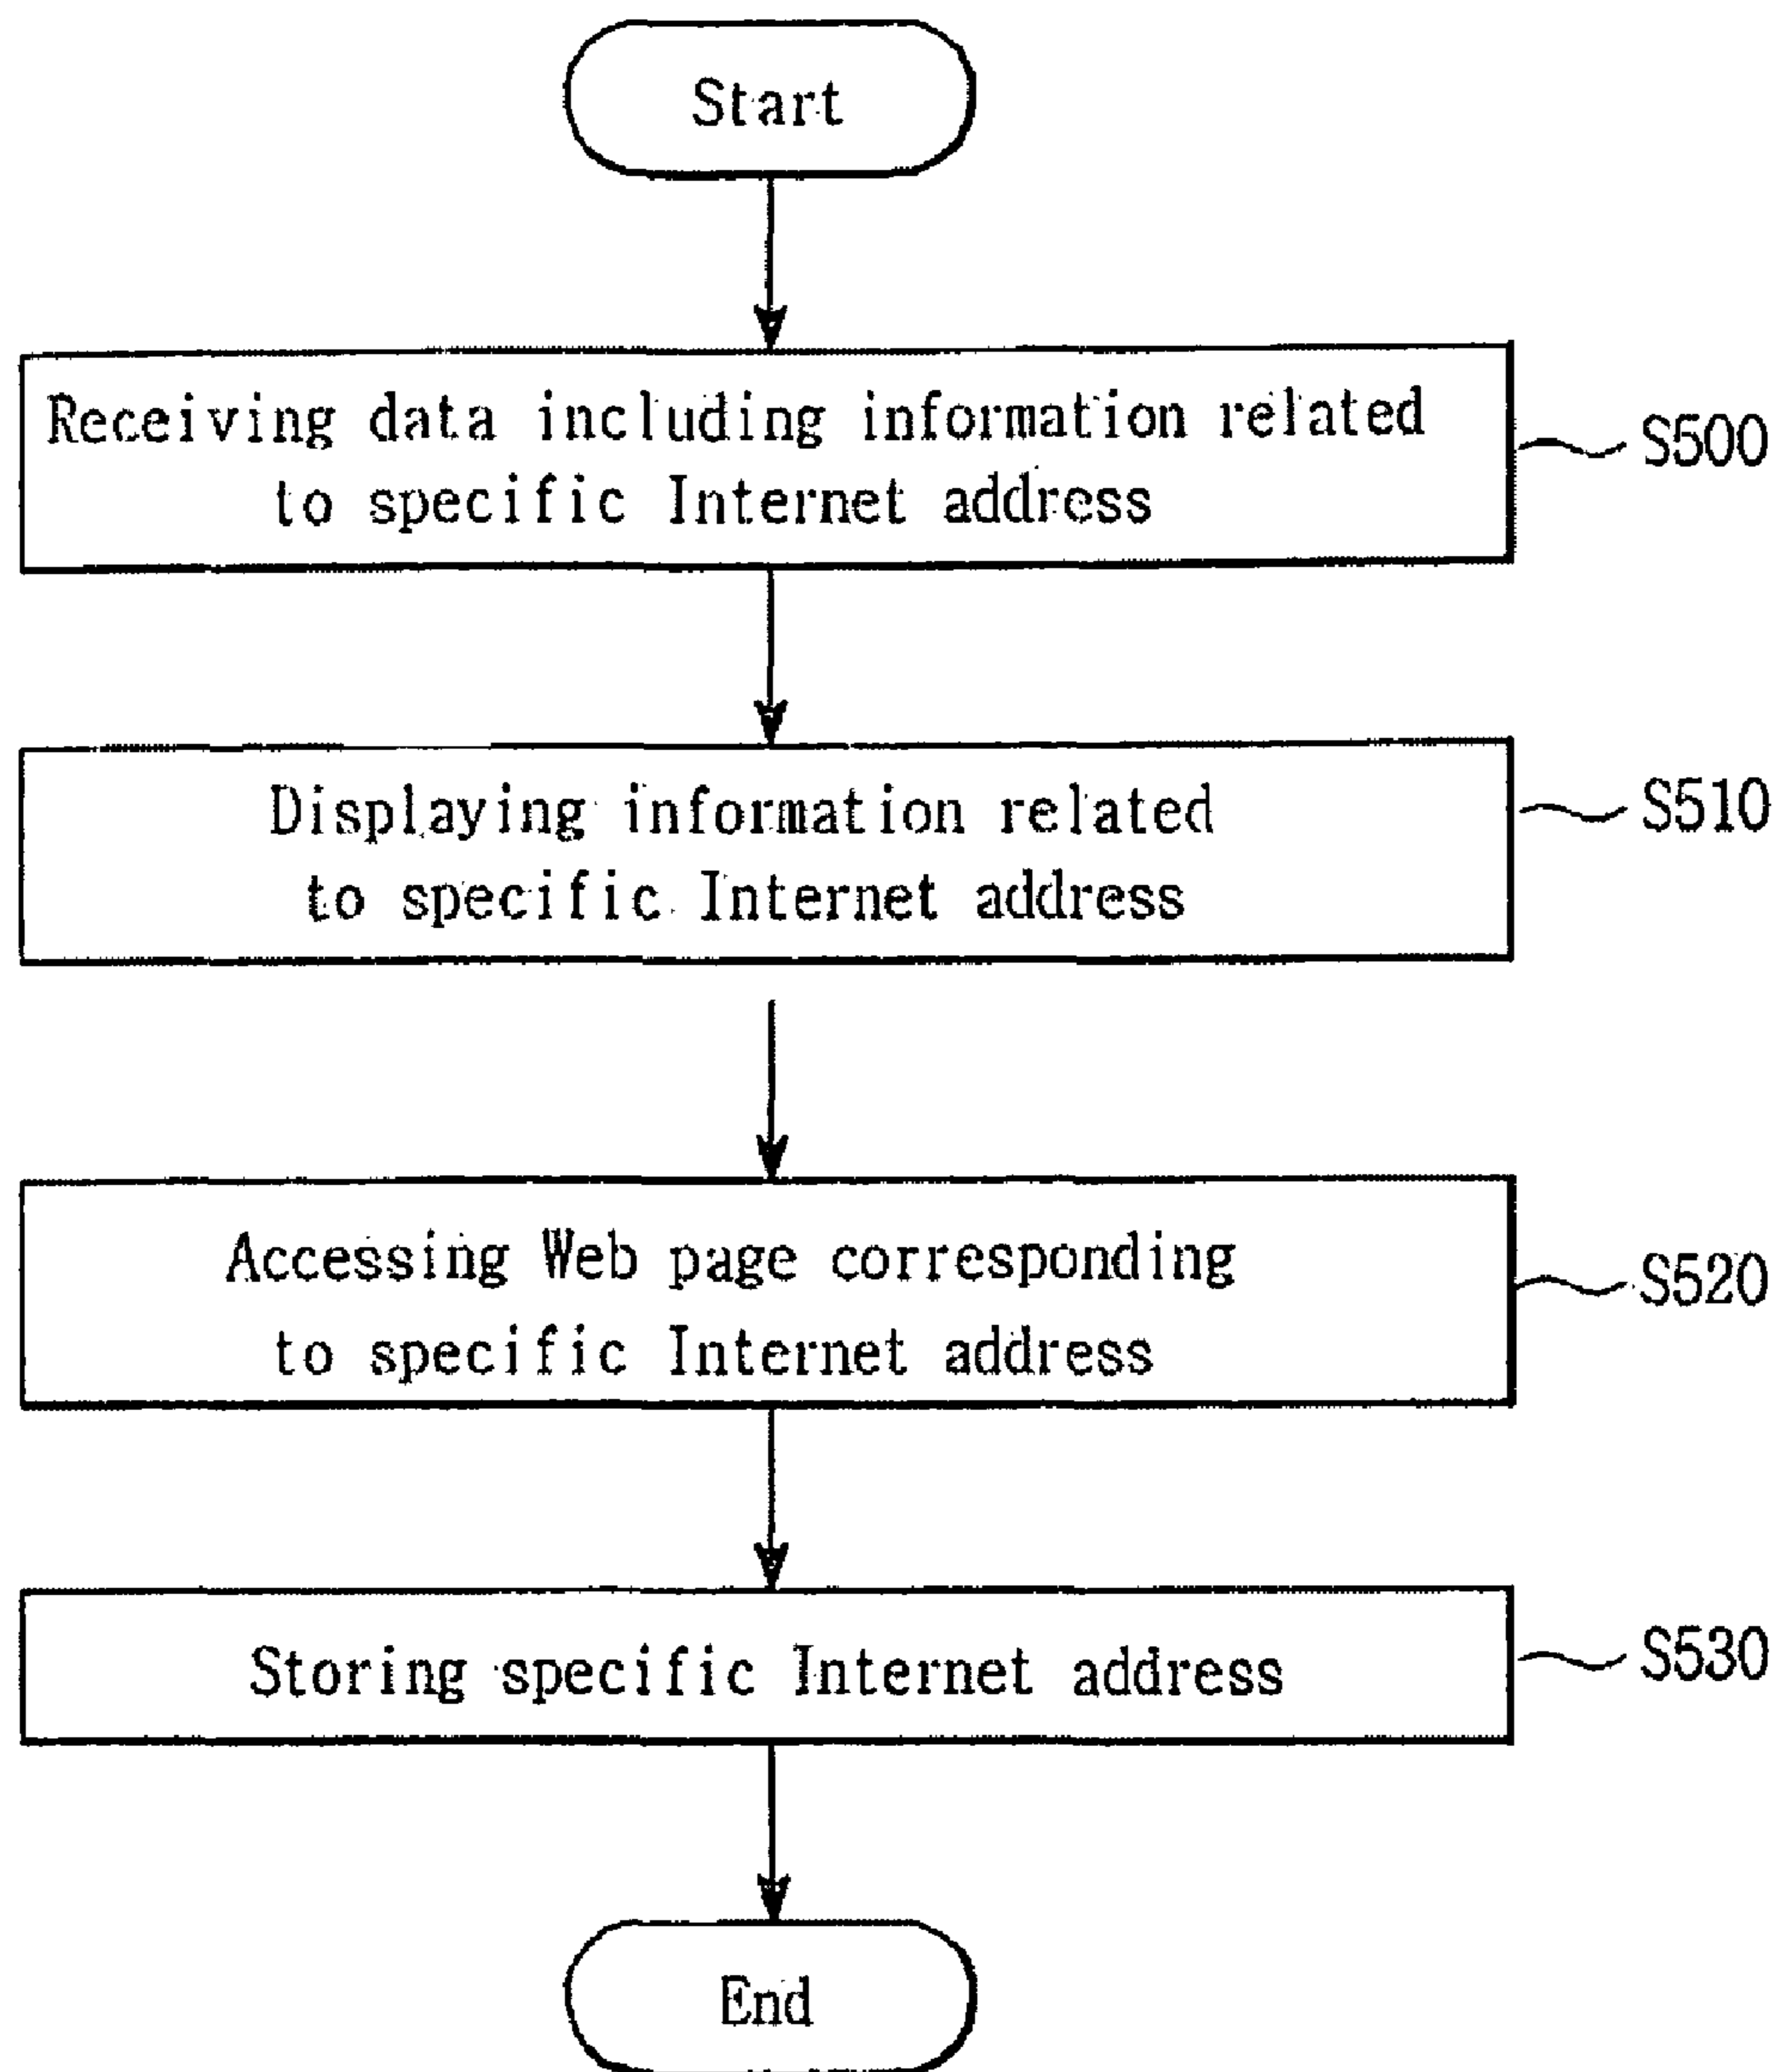 Start
Receiving data including information related
to specific Internet address
S500
Displaying information related
to specific Internet address
S510
Accessing Web page corresponding
to specific Internet address
S520
Storing specific Internet address
S530
End